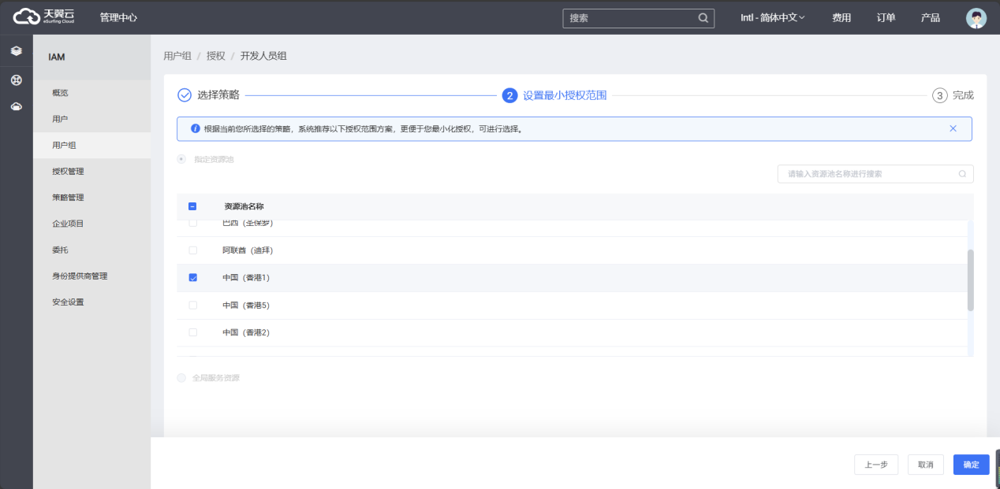 天翼云
eSurfing Cloud
管理中心
搜索
Intl - 简体中文
费用
订单
产品
IAM
概览
用户
用户组
授权管理
策略管理
企业项目
委托
身份提供商管理
安全设置
用户组 / 授权 / 开发人员组
选择策略
2 设置最小授权范围
3 完成
根据当前您所选择的策略，系统推荐以下授权范围方案，更便于您最小化授权，可进行选择。
指定资源池
请输入资源池名称进行搜索
资源池名称
巴西（圣保罗）
阿联酋（迪拜）
中国（香港1）
中国（香港5）
中国（香港2）
全局服务资源
上一步
取消
确定